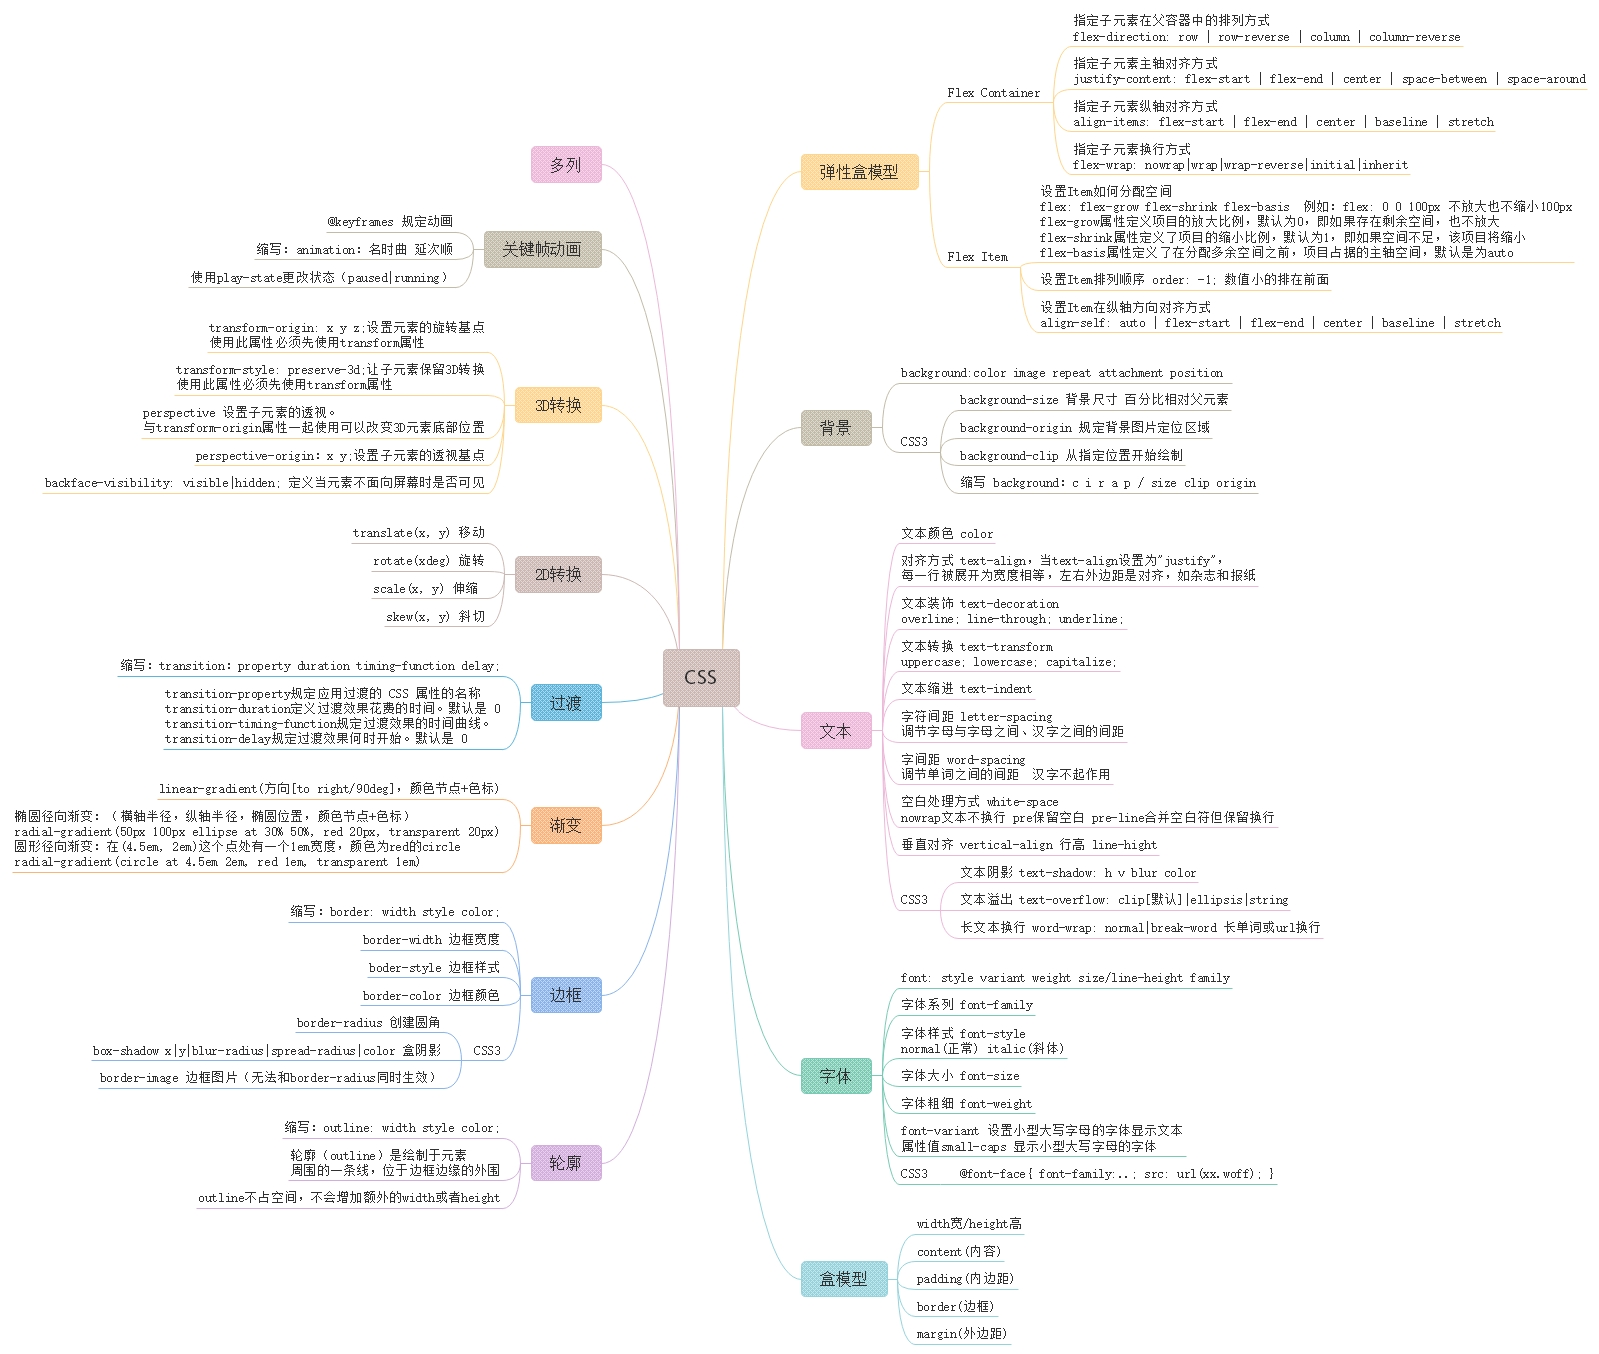 CSS
弹性盒模型
Flex Container
指定子元素在父容器中的排列方式
flex-direction: row | row-reverse | column | column-reverse
指定子元素主轴对齐方式
justify-content: flex-start | flex-end | center | space-between | space-around
指定子元素纵轴对齐方式
align-items: flex-start | flex-end | center | baseline | stretch
指定子元素换行方式
flex-wrap: nowrap|wrap|wrap-reverse|initial|inherit
Flex Item
设置Item如何分配空间
flex: flex-grow flex-shrink flex-basis 例如：flex: 0 0 100px 不放大也不缩小100px
flex-grow属性定义项目的放大比例，默认为0，即如果存在剩余空间，也不放大
flex-shrink属性定义了项目的缩小比例，默认为1，即如果空间不足，该项目将缩小
flex-basis属性定义了在分配多余空间之前，项目占据的主轴空间，默认是为auto
设置Item排列顺序 order: -1; 数值小的排在前面
设置Item在纵轴方向对齐方式
align-self: auto | flex-start | flex-end | center | baseline | stretch
背景
background:color image repeat attachment position
CSS3
background-size 背景尺寸 百分比相对父元素
background-origin 规定背景图片定位区域
background-clip 从指定位置开始绘制
缩写 background：c i r a p / size clip origin
文本
文本颜色 color
对齐方式 text-align，当text-align设置为"justify"，
每一行被展开为宽度相等，左右外边距是对齐，如杂志和报纸
文本装饰 text-decoration
overline; line-through; underline;
文本转换 text-transform
uppercase; lowercase; capitalize;
文本缩进 text-indent
字符间距 letter-spacing
调节字母与字母之间、汉字之间的间距
字间距 word-spacing
调节单词之间的间距 汉字不起作用
空白处理方式 white-space
nowrap文本不换行 pre保留空白 pre-line合并空白符但保留换行
垂直对齐 vertical-align 行高 line-hight
CSS3
文本阴影 text-shadow: h v blur color
文本溢出 text-overflow: clip[默认]|ellipsis|string
长文本换行 word-wrap: normal|break-word 长单词或url换行
字体
font: style variant weight size/line-height family
字体系列 font-family
字体样式 font-style
normal(正常) italic(斜体)
字体大小 font-size
字体粗细 font-weight
font-variant 设置小型大写字母的字体显示文本
属性值small-caps 显示小型大写字母的字体
CSS3 @font-face{ font-family:..; src: url(xx.woff); }
盒模型
width宽/height高
content(内容)
padding(内边距)
border(边框)
margin(外边距)
多列
关键帧动画
@keyframes 规定动画
缩写：animation：名时曲 延次顺
使用play-state更改状态（paused|running）
3D转换
transform-origin: x y z;设置元素的旋转基点
使用此属性必须先使用transform属性
transform-style: preserve-3d;让子元素保留3D转换
使用此属性必须先使用transform属性
perspective 设置子元素的透视。
与transform-origin属性一起使用可以改变3D元素底部位置
perspective-origin：x y;设置子元素的透视基点
backface-visibility: visible|hidden; 定义当元素不面向屏幕时是否可见
2D转换
translate(x, y) 移动
rotate(xdeg) 旋转
scale(x, y) 伸缩
skew(x, y) 斜切
过渡
缩写：transition：property duration timing-function delay;
transition-property规定应用过渡的 CSS 属性的名称
transition-duration定义过渡效果花费的时间。默认是 0
transition-timing-function规定过渡效果的时间曲线。
transition-delay规定过渡效果何时开始。默认是 0
渐变
linear-gradient(方向[to right/90deg]，颜色节点+色标)
椭圆径向渐变：（横轴半径，纵轴半径，椭圆位置，颜色节点+色标）
radial-gradient(50px 100px ellipse at 30% 50%, red 20px, transparent 20px)
圆形径向渐变：在(4.5em, 2em)这个点处有一个1em宽度，颜色为red的circle
radial-gradient(circle at 4.5em 2em, red 1em, transparent 1em)
边框
缩写：border: width style color;
border-width 边框宽度
boder-style 边框样式
border-color 边框颜色
CSS3
border-radius 创建圆角
box-shadow x|y|blur-radius|spread-radius|color 盒阴影
border-image 边框图片（无法和border-radius同时生效）
轮廓
缩写：outline: width style color;
轮廓（outline）是绘制于元素
周围的一条线，位于边框边缘的外围
outline不占空间，不会增加额外的width或者height